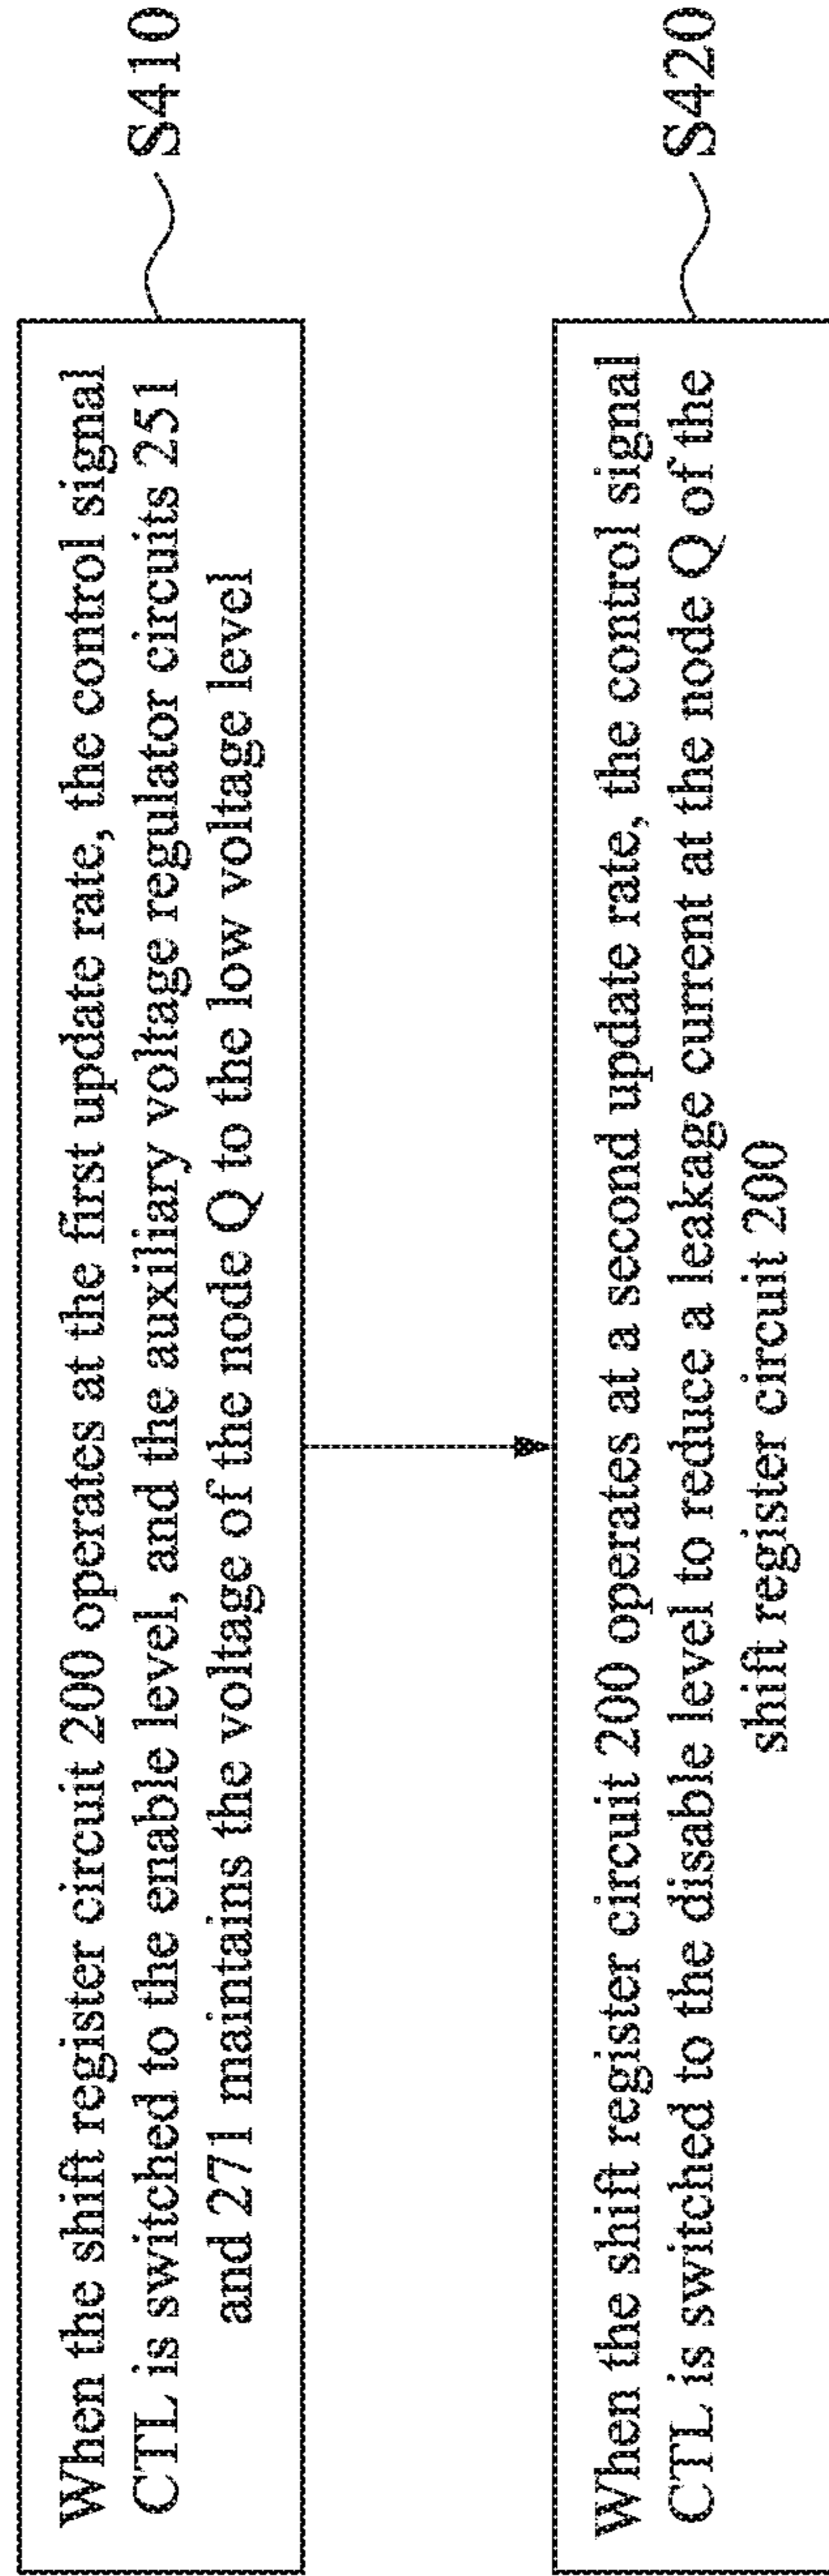 When the shift register circuit 200 operates at the first update rate, the control signal
CTL is switched to the enable level, and the auxiliary voltage regulator circuits 251
and 271 maintains the voltage of the node Q to the low voltage level
S410
When the shift register circuit 200 operates at a second update rate, the control signal
CTL is switched to the disable level to reduce a leakage current at the node Q of the
shift register circuit 200
S420